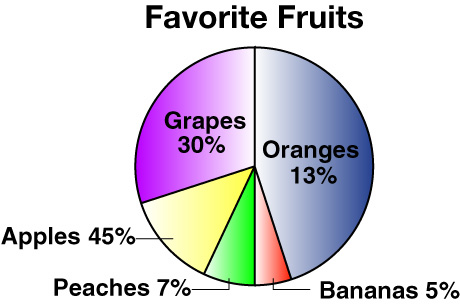 Favorite Fruits
Grapes
30%
Oranges
13%
Apples 45%
Peaches 7%
Bananas 5%